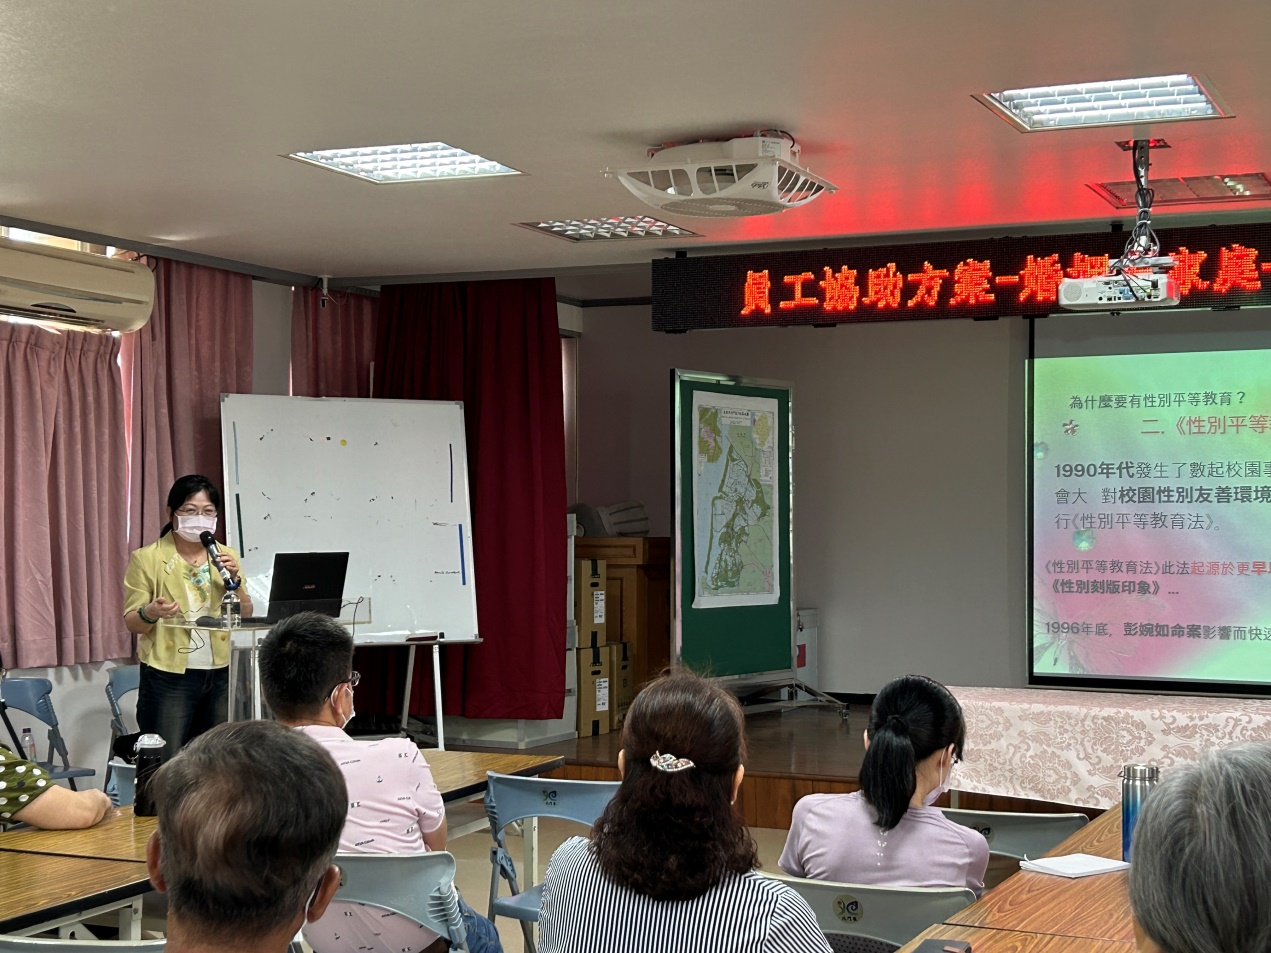 員工協助方案-婚姻 家庭
為什麼要有性別平等教育？
二.《性別平等
1990年代發生了數起校園事
會大 對校園性別友善環境
行《性別平等教育法》。
《性別平等教育法》此法起源於更早以
《性別刻版印象》...
1996年底，彭婉如命案影響而快速